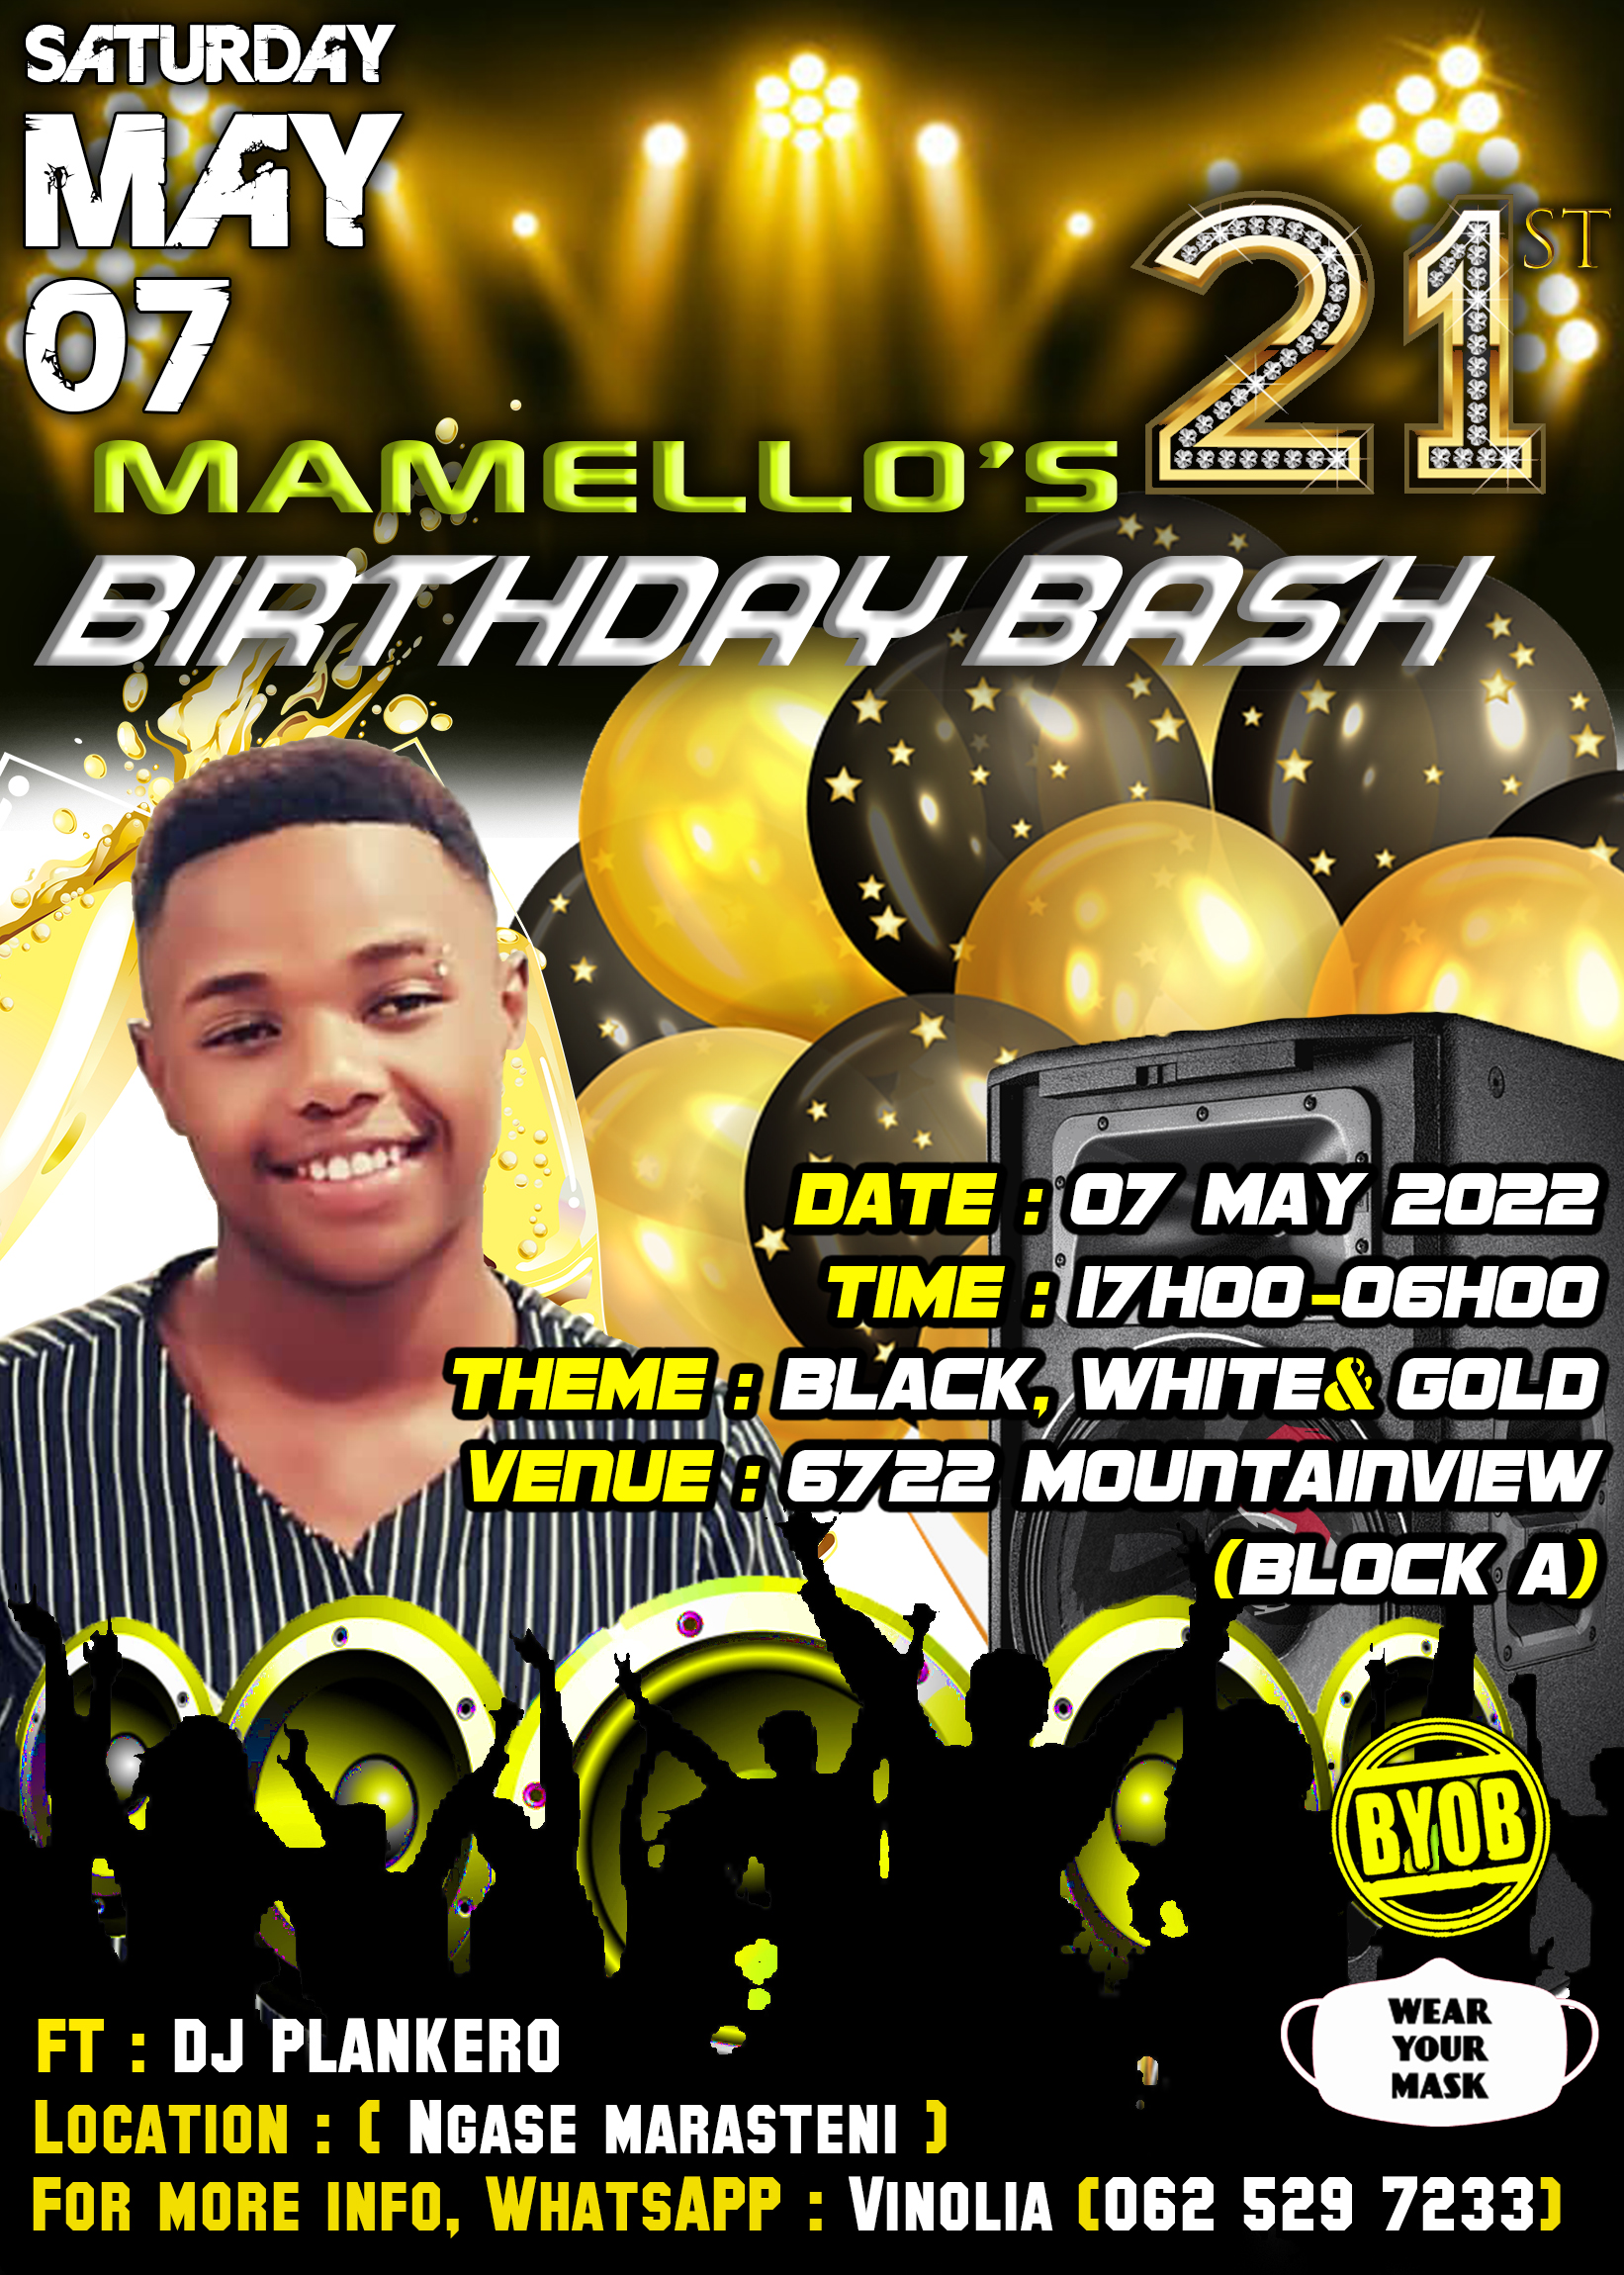 SATURDAY
MAY
07
21ST
MAMELLO'S
BIRTHDAY BASH
DATE : 07 MAY 2022
TIME : 17H00-06H00
THEME : BLACK, WHITE & GOLD
VENUE : 6722 MOUNTAINVIEW
(BLOCK A)
BYOB
WEAR
YOUR
MASK
FT : DJ PLANKERO
LOCATION : ( NGASE MARASTENI )
FOR MORE INFO, WHATSAPP : VINOLIA (062 529 7233)